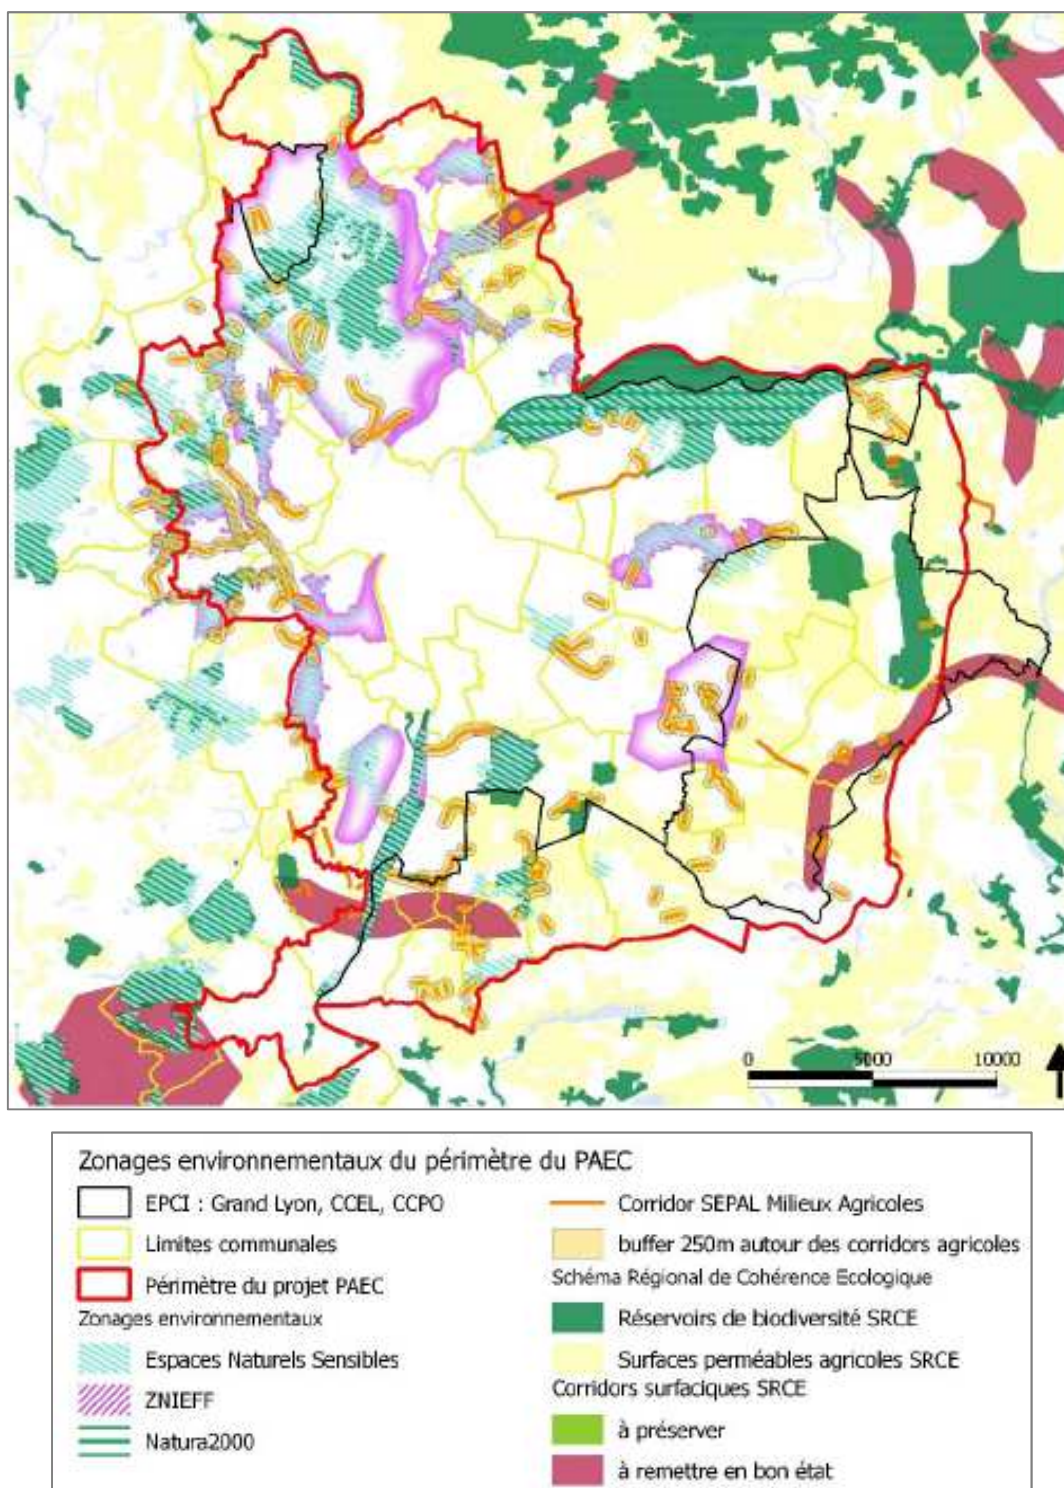 0 5000 10000
Zonages environnementaux du périmètre du PAEC
EPCI : Grand Lyon, CCEL, CCPO
Limites communales
Périmètre du projet PAEC
Zonages environnementaux
Espaces Naturels Sensibles
ZNIEFF
Natura2000
Corridor SEPAL Milieux Agricoles
buffer 250m autour des corridors agricoles
Schéma Régional de Cohérence Ecologique
Réservoirs de biodiversité SRCE
Surfaces perméables agricoles SRCE
Corridors surfaciques SRCE
à préserver
à remettre en bon état